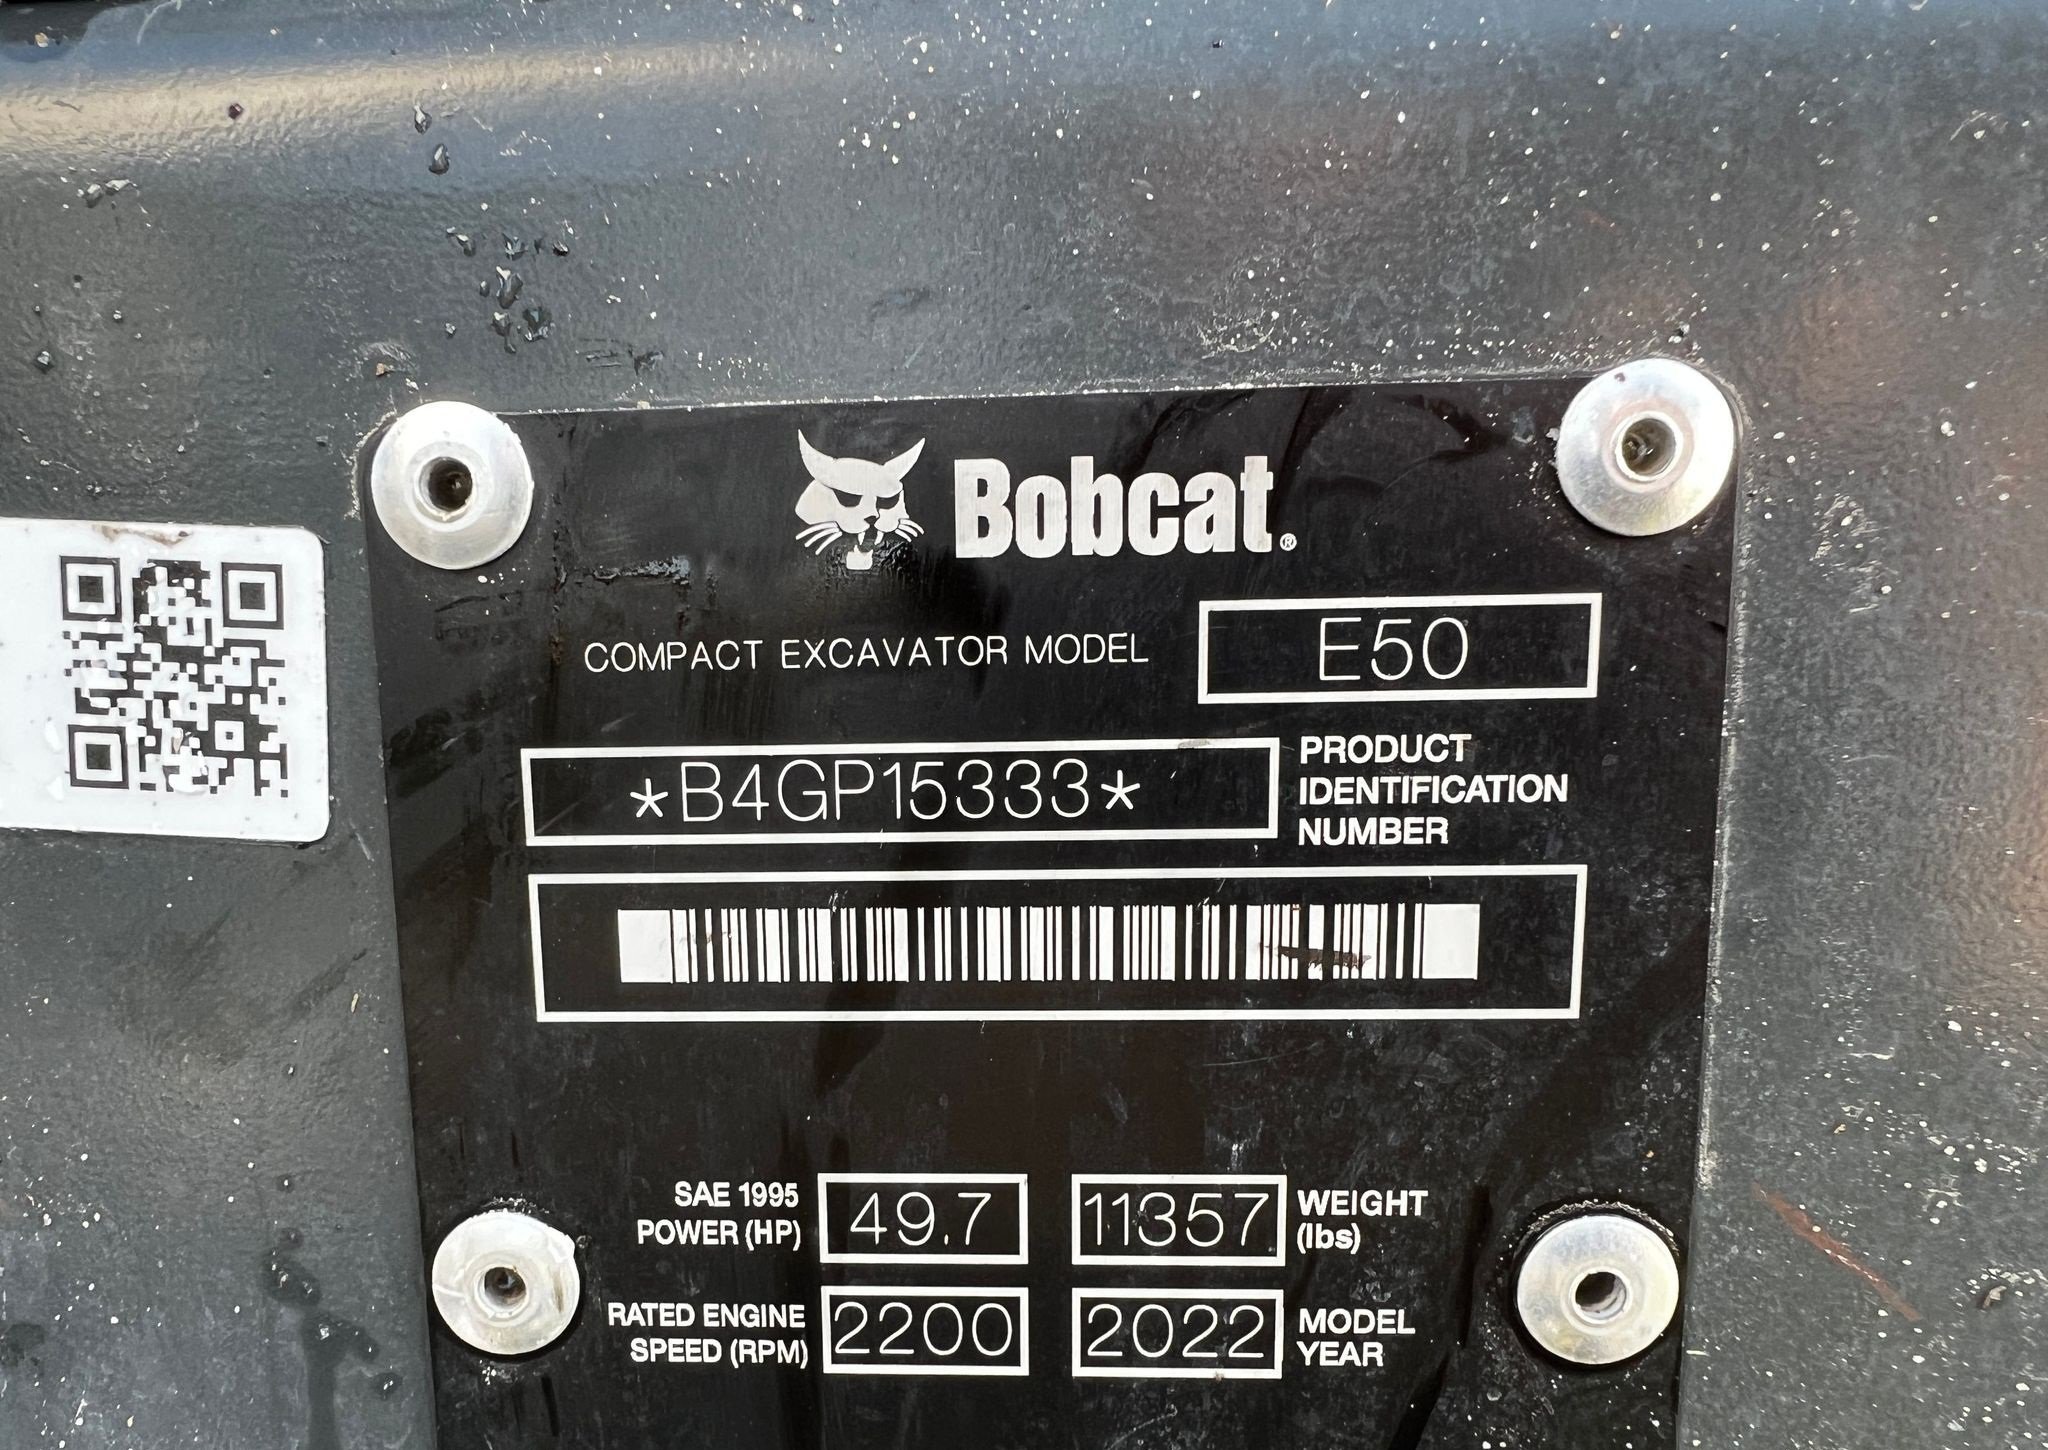 Bobcat®
COMPACT EXCAVATOR MODEL E50
*B4GP15333* PRODUCT
IDENTIFICATION
NUMBER
SAE 1995
POWER (HP) 49.7
11357 WEIGHT
(lbs)
RATED ENGINE
SPEED (RPM) 2200
2022 MODEL
YEAR